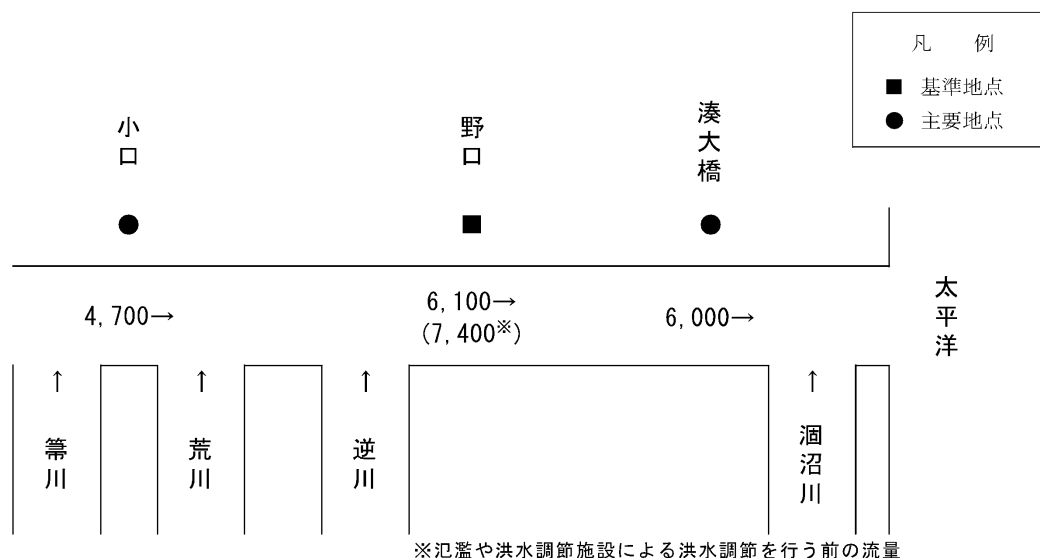 凡 例
■ 基準地点
● 主要地点
小口
野口
湊大橋
4,700→
6,100→
(7,400※)
6,000→
太平洋
↑
箒川
↑
荒川
↑
逆川
↑
涸沼川
※氾濫や洪水調節施設による洪水調節を行う前の流量